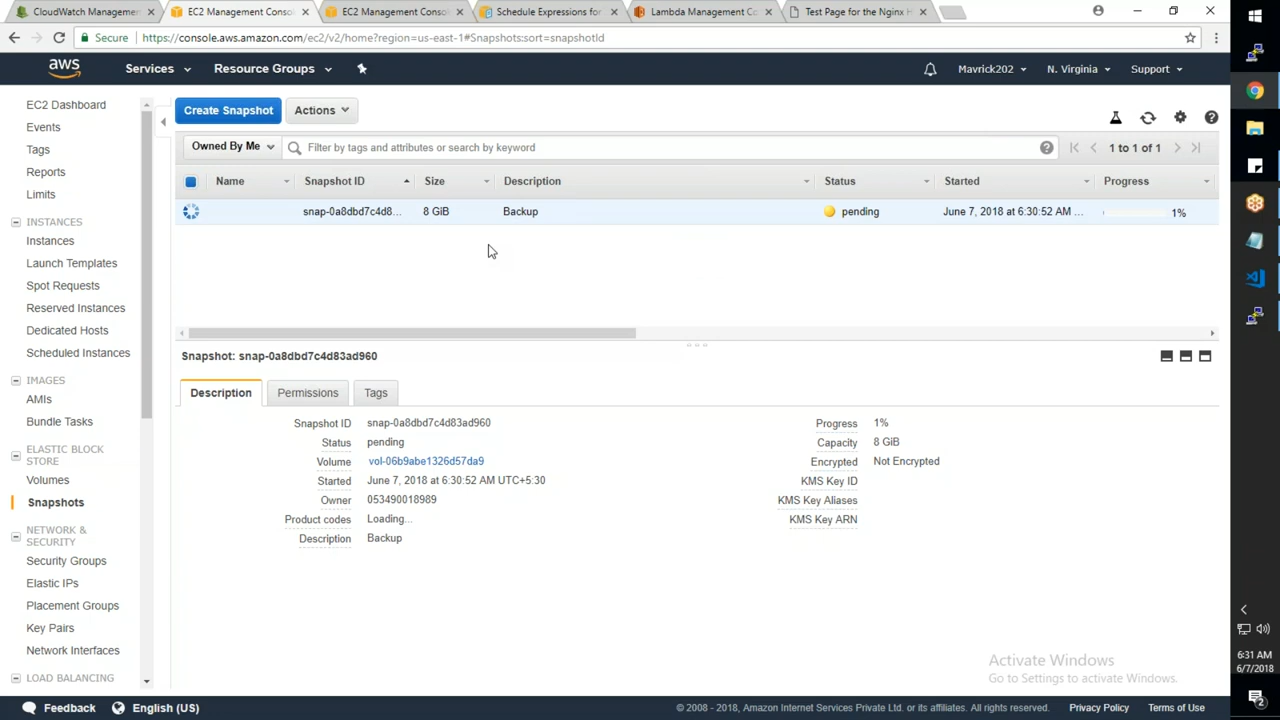 CloudWatch Managemen
EC2 Management Conso
EC2 Management Conso
Schedule Expressions for
Lambda Management Co
Test Page for the Nginx H
Secure
https://console.aws.amazon.com/ec2/v2/home?region=us-east-1#Snapshots:sort=snapshotId
aws
Services
Resource Groups
Mavrick202
N. Virginia
Support
EC2 Dashboard
Events
Tags
Reports
Limits
INSTANCES
Instances
Launch Templates
Spot Requests
Reserved Instances
Dedicated Hosts
Scheduled Instances
IMAGES
AMIs
Bundle Tasks
ELASTIC BLOCK
STORE
Volumes
Snapshots
NETWORK &
SECURITY
Security Groups
Elastic IPs
Placement Groups
Key Pairs
Network Interfaces
LOAD BALANCING
Create Snapshot
Actions
Owned By Me
Filter by tags and attributes or search by keyword
1 to 1 of 1
Name
Snapshot ID
Size
Description
Status
Started
Progress
snap-0a8dbd7c4d8...
8 GiB
Backup
pending
June 7, 2018 at 6:30:52 AM ...
1%
Snapshot: snap-0a8dbd7c4d83ad960
Description
Permissions
Tags
Snapshot ID snap-0a8dbd7c4d83ad960
Status pending
Volume vol-06b9abe1326d57da9
Started June 7, 2018 at 6:30:52 AM UTC+5:30
Owner 053490018989
Product codes Loading...
Description Backup
Progress 1%
Capacity 8 GiB
Encrypted Not Encrypted
KMS Key ID
KMS Key Aliases
KMS Key ARN
Activate Windows
Go to Settings to activate Windows.
Feedback
English (US)
© 2008 - 2018, Amazon Internet Services Private Ltd. or its affiliates. All rights reserved.
Privacy Policy
Terms of Use
6:31 AM
6/7/2018
2